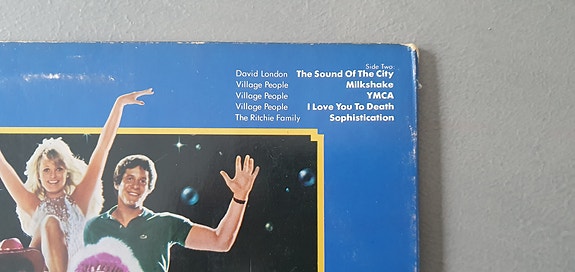 Side Two:
David London The Sound Of The City
Village People Milkshake
Village People YMCA
Village People I Love You To Death
The Ritchie Family Sophistication